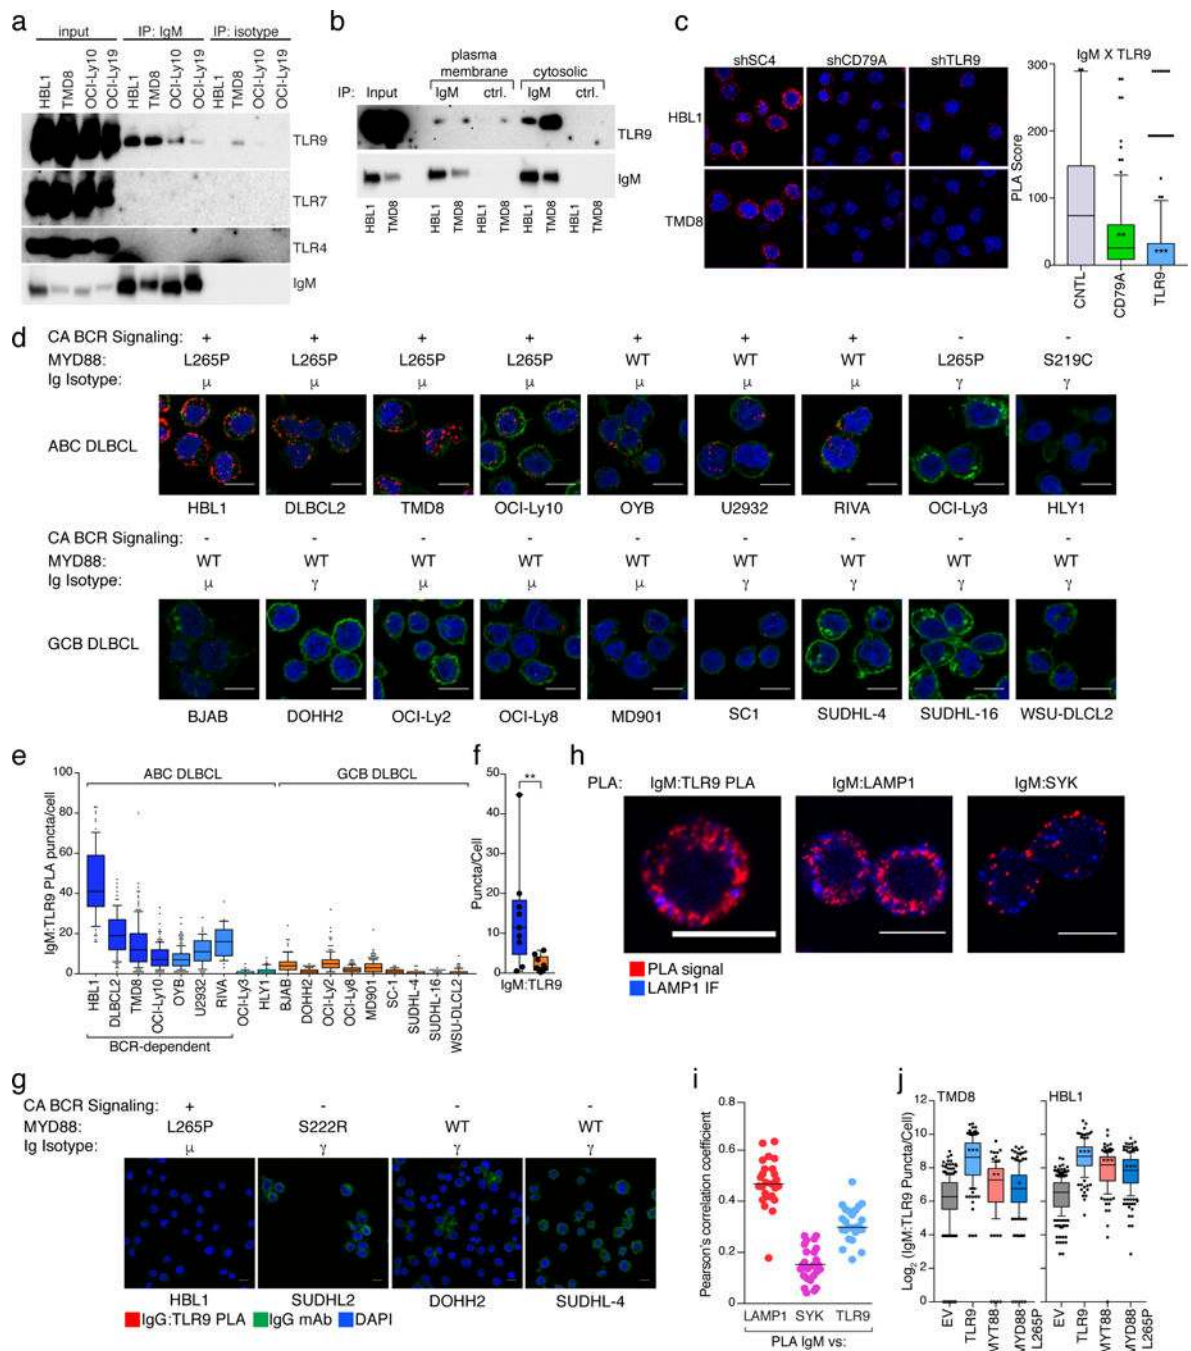 a
input
IP: IgM
IP: isotype
HBL1
TMD8
OCI-Ly10
OCI-Ly19
HBL1
TMD8
OCI-Ly10
OCI-Ly19
HBL1
TMD8
OCI-Ly10
OCI-Ly19
TLR9
TLR7
TLR4
IgM
b
plasma membrane
cytosolic
IP: Input IgM ctrl. IgM ctrl.
TLR9
IgM
HBL1 TMD8 HBL1 TMD8 HBL1 TMD8 HBL1 TMD8 HBL1 TMD8
c
shSC4 shCD79A shTLR9
HBL1
TMD8
IgM X TLR9
PLA Score
300
200
100
0
** ***
CNTL CD79A TLR9
d
CA BCR Signaling: + + + + + + + - -
MYD88: L265P L265P L265P L265P WT WT WT L265P S219C
Ig Isotype: μ μ μ μ μ μ μ γ γ
ABC DLBCL
HBL1 DLBCL2 TMD8 OCI-Ly10 OYB U2932 RIVA OCI-Ly3 HLY1
CA BCR Signaling: - - - - - - - - -
MYD88: WT WT WT WT WT WT WT WT WT
Ig Isotype: μ γ μ μ μ γ γ γ γ
GCB DLBCL
BJAB DOHH2 OCI-Ly2 OCI-Ly8 MD901 SC1 SUDHL-4 SUDHL-16 WSU-DLCL2
e
ABC DLBCL GCB DLBCL
IgM:TLR9 PLA puncta/cell
100
80
60
40
20
0
HBL1 DLBCL2 TMD8 OCI-Ly10 OYB U2932 RIVA OCI-Ly3 HLY1 BJAB DOHH2 OCI-Ly2 OCI-Ly8 MD901 SC-1 SUDHL-4 SUDHL-16 WSU-DLCL2
BCR-dependent
f
**
Puncta/Cell
50
40
30
20
10
0
IgM:TLR9
h
PLA: IgM:TLR9 PLA IgM:LAMP1 IgM:SYK
PLA signal
LAMP1 IF
g
CA BCR Signaling: + - - -
MYD88: L265P S222R WT WT
Ig Isotype: μ γ γ γ
HBL1 SUDHL2 DOHH2 SUDHL-4
IgG:TLR9 PLA IgG mAb DAPI
i
Pearson's correlation coefficient
0.8
0.6
0.4
0.2
0
LAMP1 SYK TLR9
PLA IgM vs:
j
TMD8 HBL1
Log2 (IgM:TLR9 Puncta/Cell)
12
10
8
6
4
2
0
EV TLR9 MYT88 MYD88 L265P EV TLR9 MYT88 MYD88 L265P